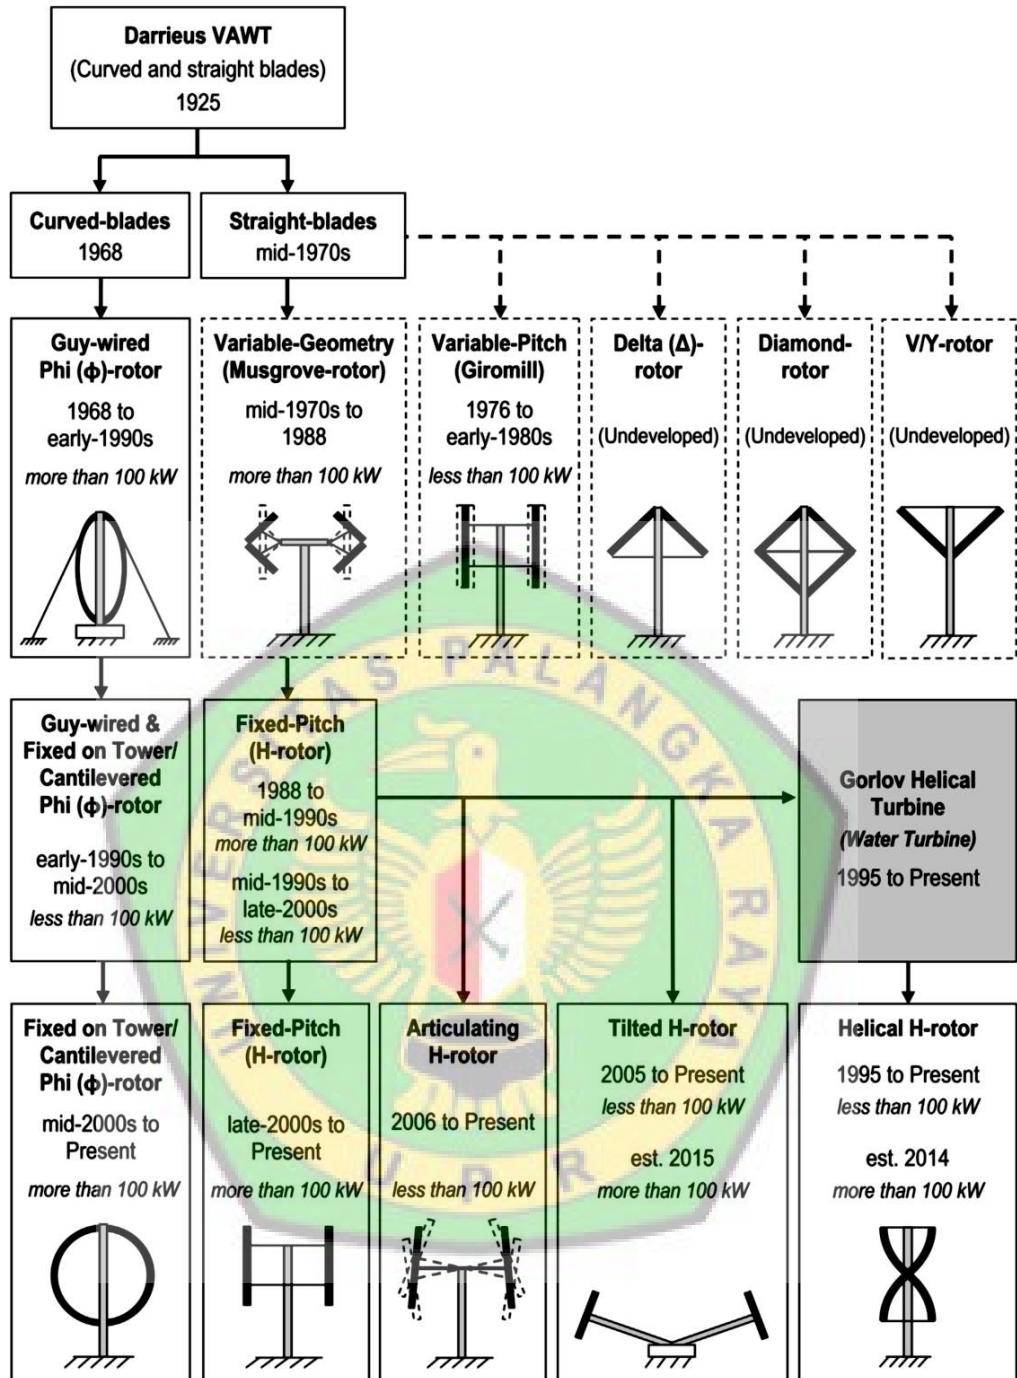 Darrieus VAWT
(Curved and straight blades)
1925
Curved-blades
1968
Straight-blades
mid-1970s
Guy-wired
Phi (ϕ)-rotor
1968 to
early-1990s
more than 100 kW
Variable-Geometry
(Musgrove-rotor)
mid-1970s to
1988
more than 100 kW
Variable-Pitch
(Giromill)
1976 to
early-1980s
less than 100 kW
Delta (Δ)-
rotor
(Undeveloped)
Diamond-
rotor
(Undeveloped)
V/Y-rotor
(Undeveloped)
Guy-wired &
Fixed on Tower/
Cantilevered
Phi (ϕ)-rotor
early-1990s to
mid-2000s
less than 100 kW
Fixed-Pitch
(H-rotor)
1988 to
mid-1990s
more than 100 kW
mid-1990s to
late-2000s
less than 100 kW
Gorlov Helical
Turbine
(Water Turbine)
1995 to Present
Fixed on Tower/
Cantilevered
Phi (ϕ)-rotor
mid-2000s to
Present
more than 100 kW
Fixed-Pitch
(H-rotor)
late-2000s to
Present
more than 100 kW
Articulating
H-rotor
2006 to Present
less than 100 kW
Tilted H-rotor
2005 to Present
less than 100 kW
est. 2015
more than 100 kW
Helical H-rotor
1995 to Present
less than 100 kW
est. 2014
more than 100 kW
UNIVERSITAS PALANGKA RAYA
UPR